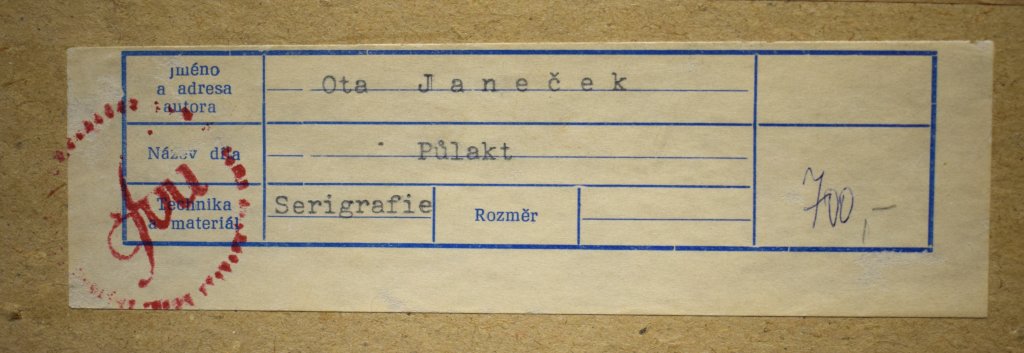 Jméno
a adresa
autora
Ota Janeček
Název díla
Půlakt
Technika
a materiál
Serigrafie
Rozměr
700,–